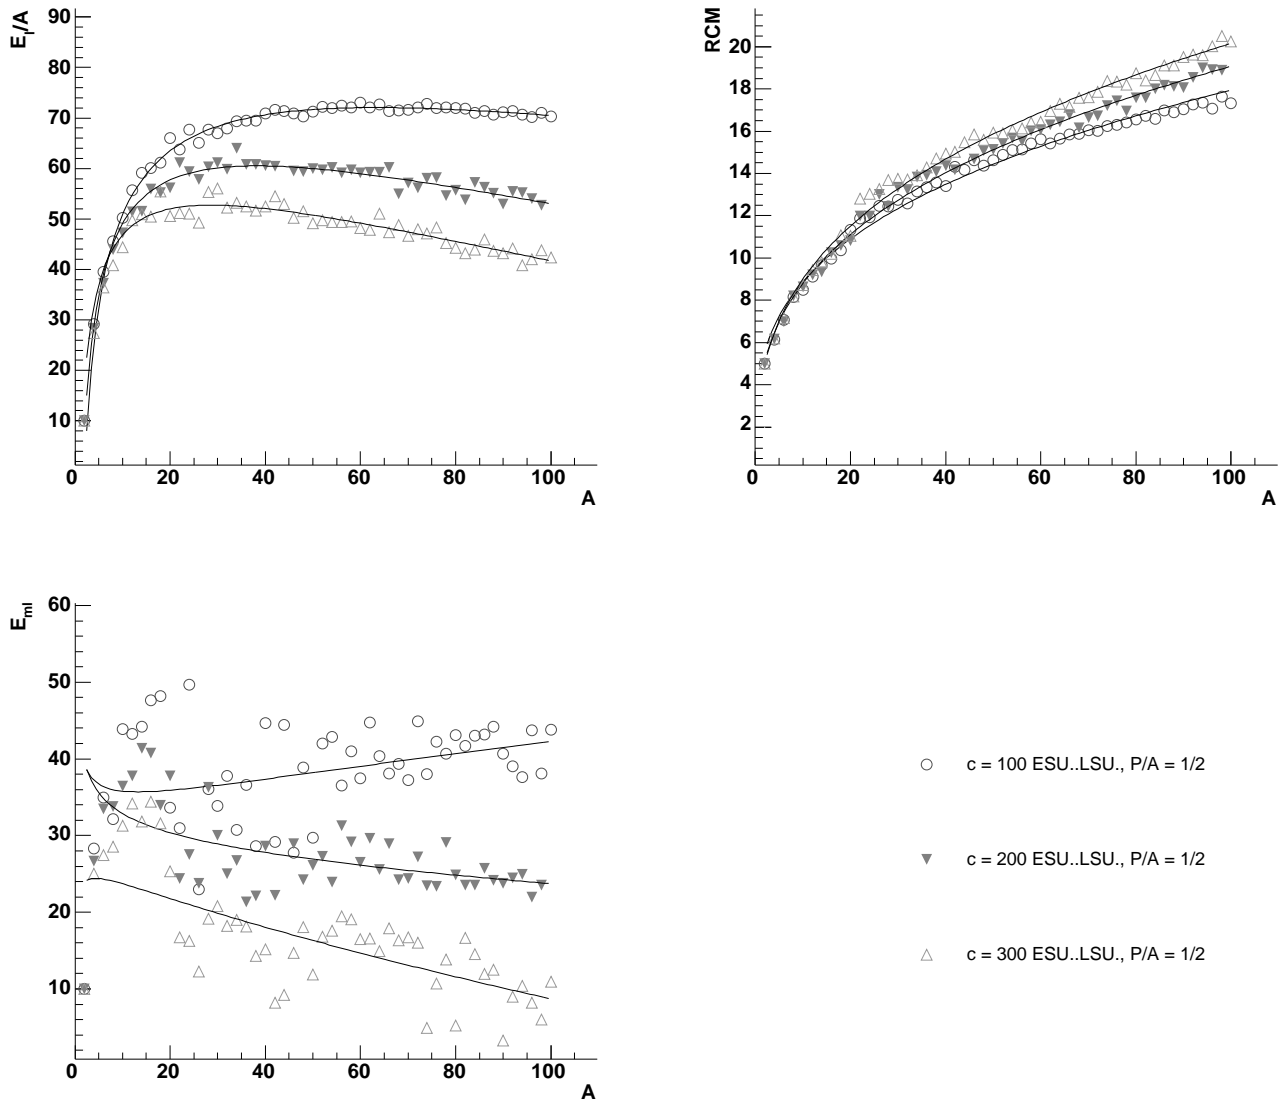 E_l/A
90
80
70
60
50
40
30
20
10
0 20 40 60 80 100
A
RCM
20
18
16
14
12
10
8
6
4
2
0 20 40 60 80 100
A
E_ml
60
50
40
30
20
10
0 20 40 60 80 100
A
c = 100 ESU..LSU., P/A = 1/2
c = 200 ESU..LSU., P/A = 1/2
c = 300 ESU..LSU., P/A = 1/2